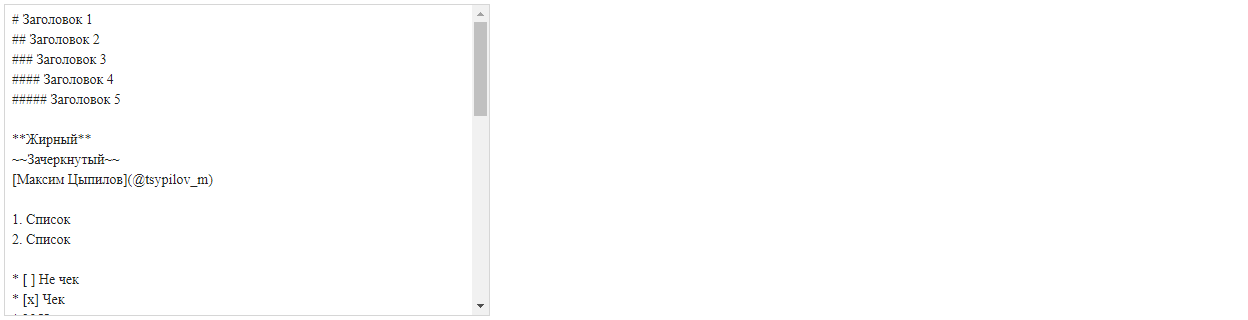 # Заголовок 1
## Заголовок 2
### Заголовок 3
#### Заголовок 4
##### Заголовок 5
**Жирный**
~~Зачеркнутый~~
[Максим Цыпилов](@tsypilov_m)
1. Список
2. Список
* [ ] Не чек
* [x] Чек